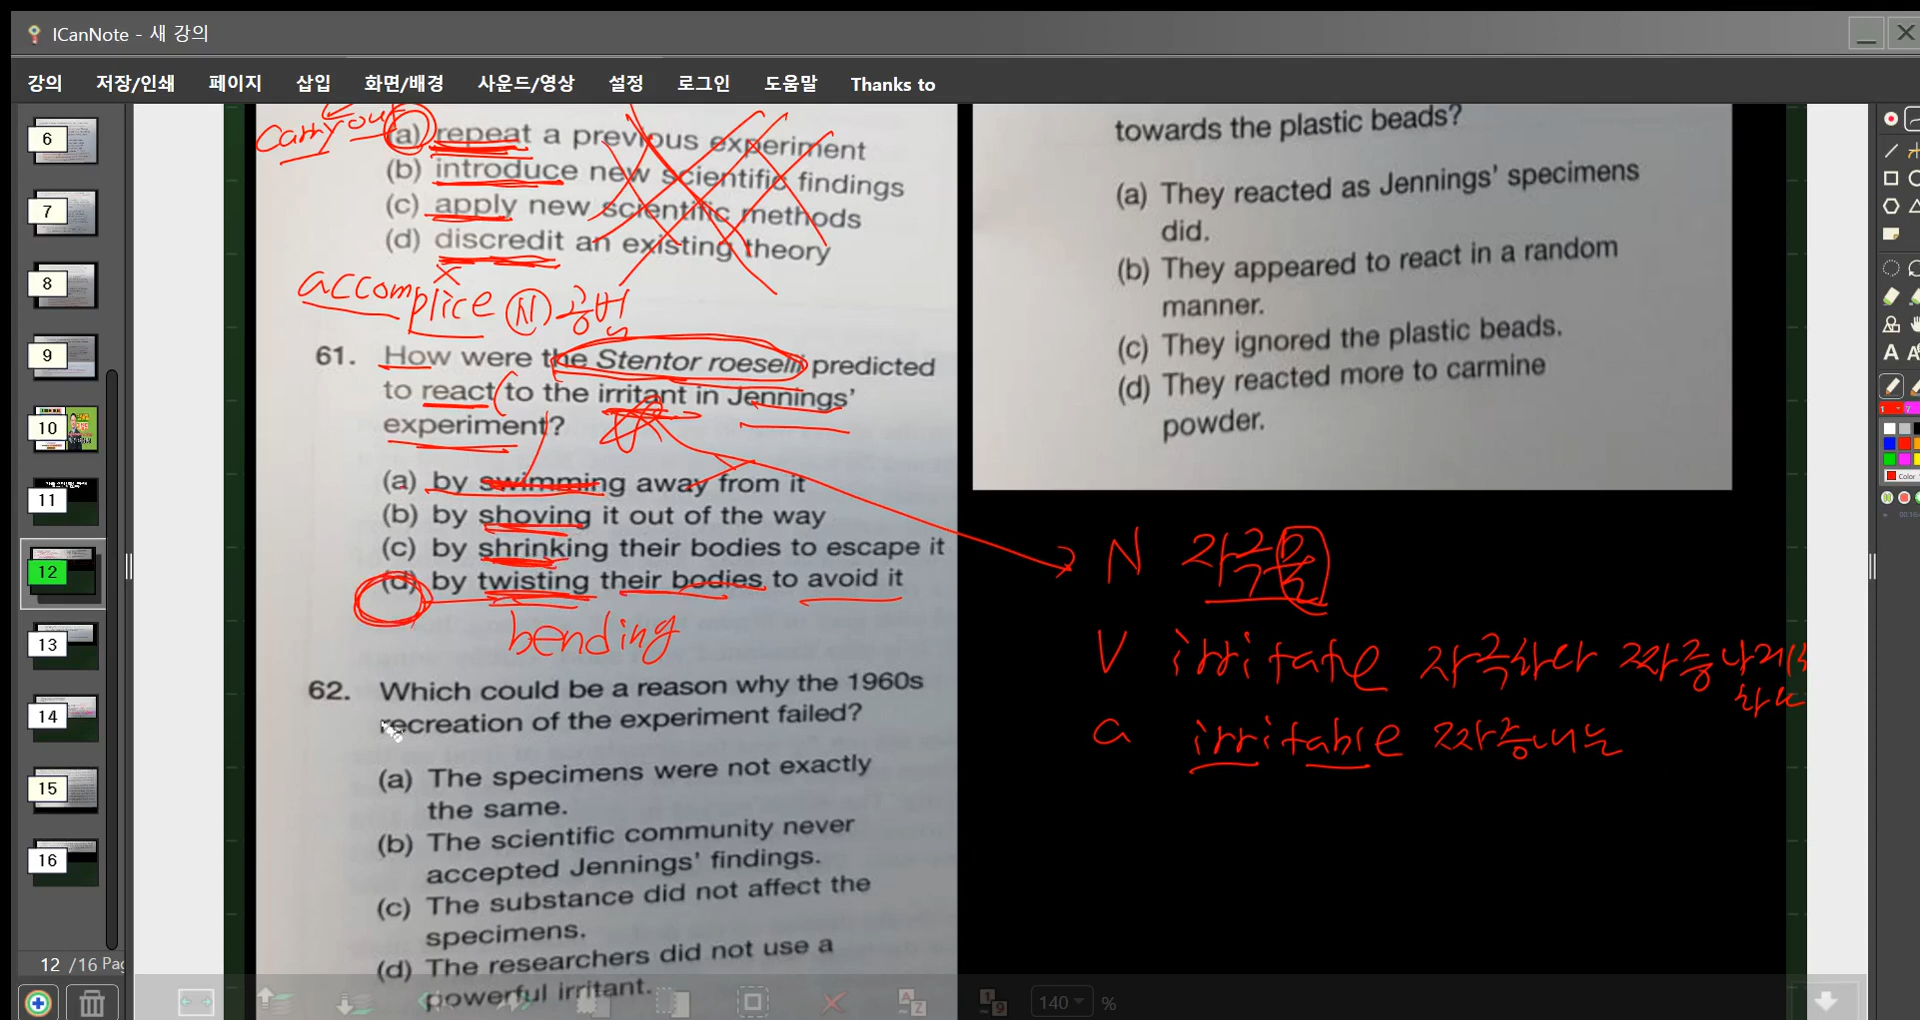 ICanNote - 새 강의
강의 저장/인쇄 페이지 삽입 화면/배경 사운드/영상 설정 로그인 도움말 Thanks to
6
7
8
9
10
11
12
13
14
15
16
12 /16
carry out
(a) repeat a previous experiment
(b) introduce new scientific findings
(c) apply new scientific methods
(d) discredit an existing theory
accomplice N 공범
61. How were the Stentor roeselii predicted
to react to the irritant in Jennings'
experiment?
(a) by swimming away from it
(b) by shoving it out of the way
(c) by shrinking their bodies to escape it
(d) by twisting their bodies to avoid it
bending
62. Which could be a reason why the 1960s
recreation of the experiment failed?
(a) The specimens were not exactly
the same.
(b) The scientific community never
accepted Jennings' findings.
(c) The substance did not affect the
specimens.
(d) The researchers did not use a
powerful irritant.
towards the plastic beads?
(a) They reacted as Jennings' specimens
did.
(b) They appeared to react in a random
manner.
(c) They ignored the plastic beads.
(d) They reacted more to carmine
powder.
N 자극물
V irritate 자극하다 짜증나게
하다
a irritable 짜증내는
140 %
Color